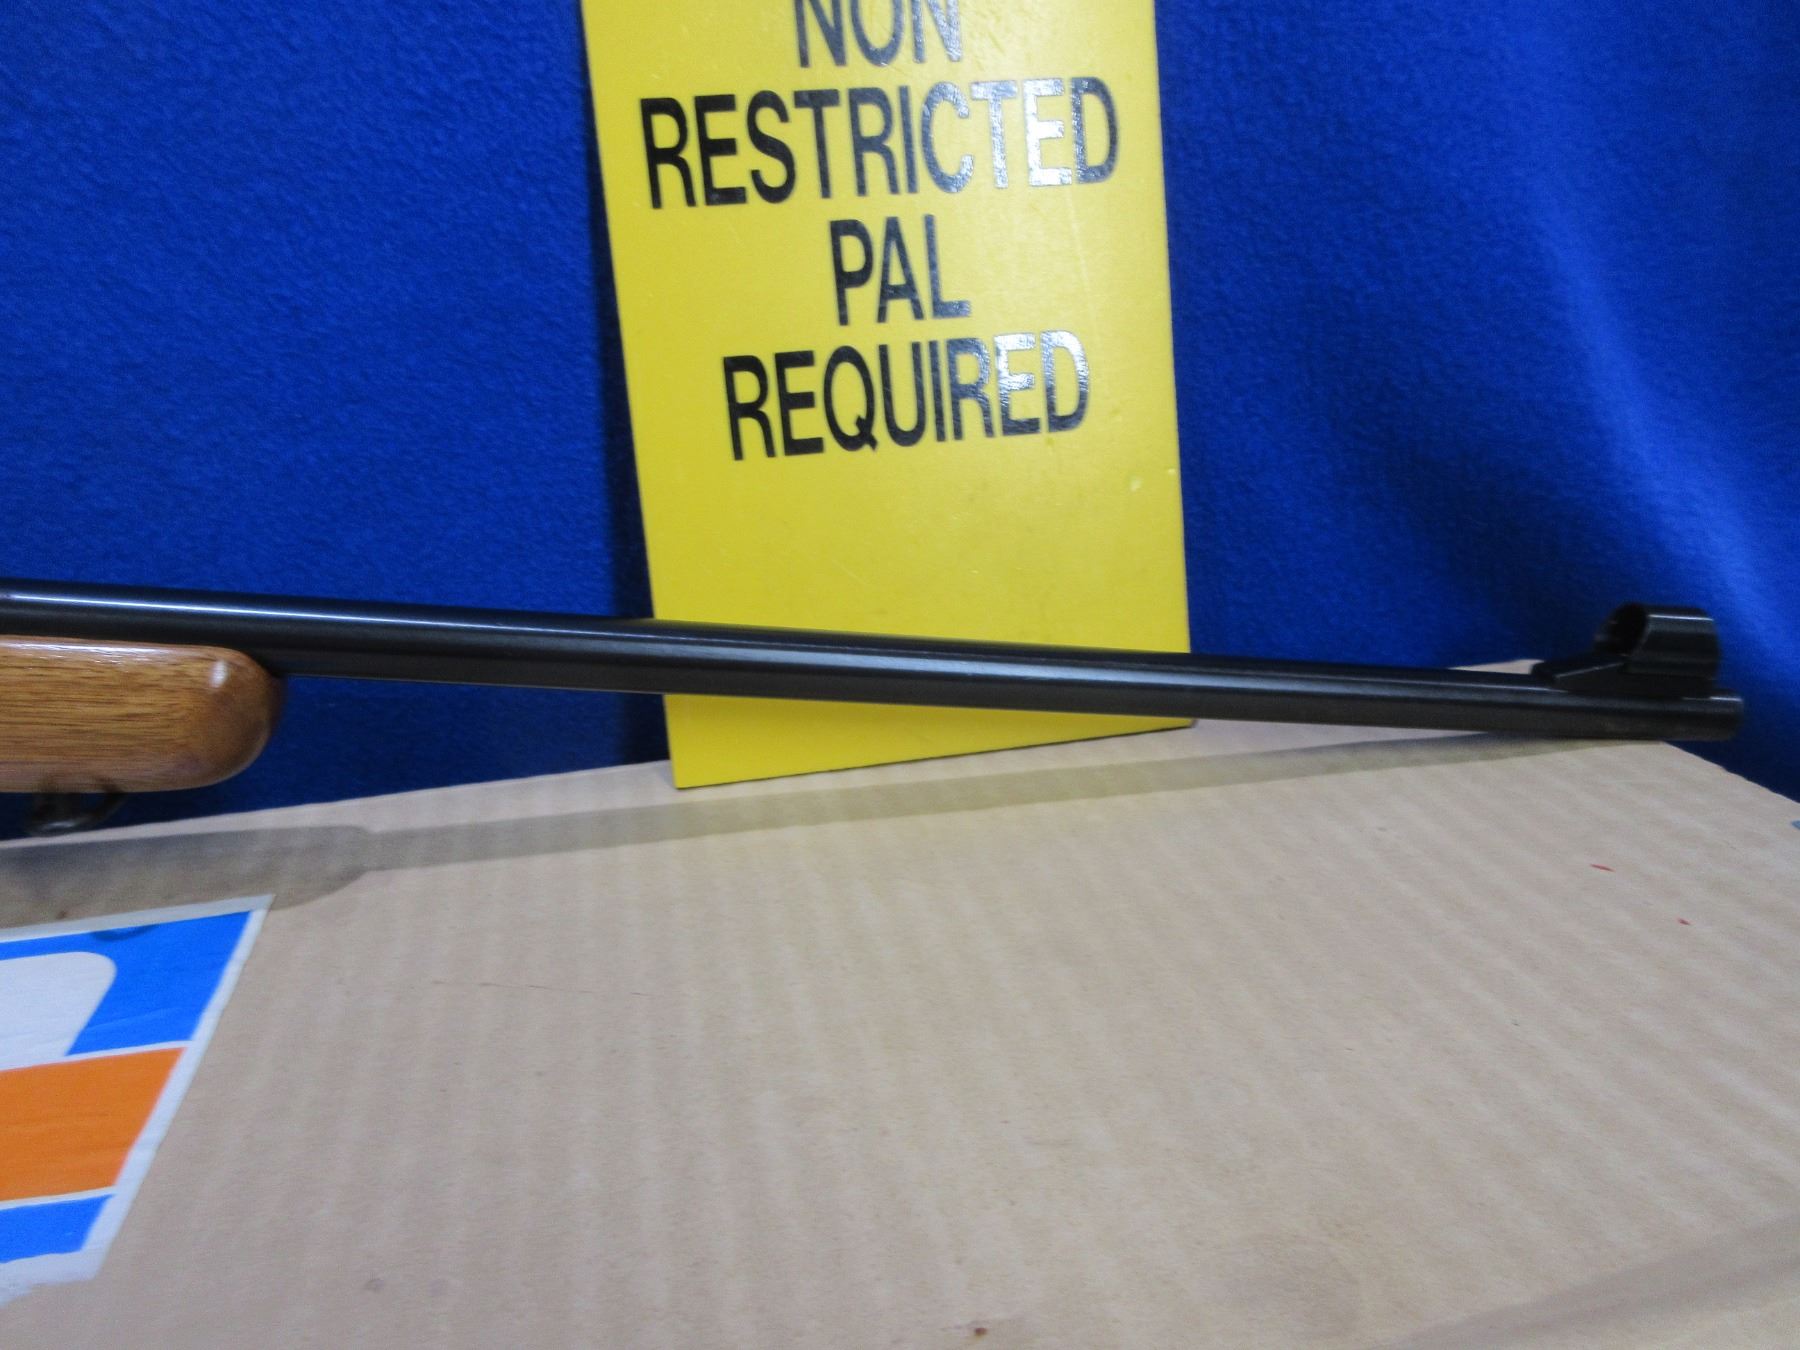 NON
RESTRICTED
PAL
REQUIRED